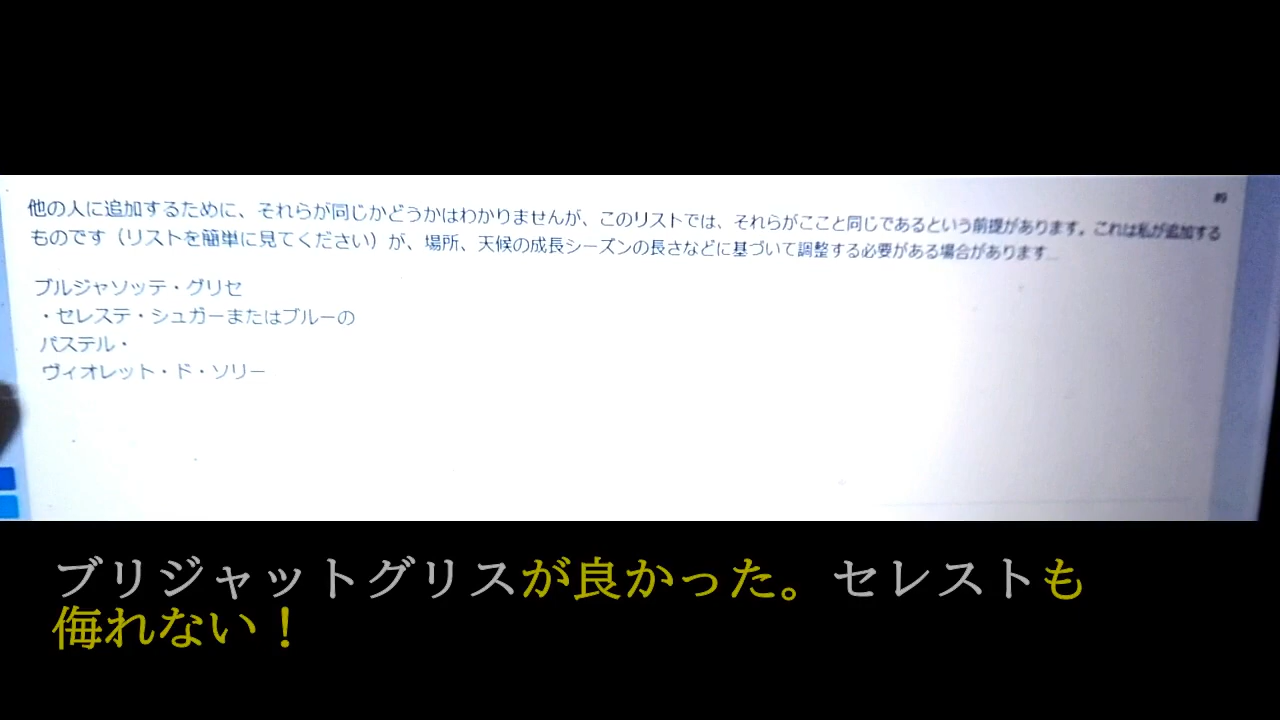 他の人に追加するために、それらが同じかどうかはわかりませんが、このリストでは、それらがここと同じであるという前提があります。これは私が追加する
ものです（リストを簡単に見てください）が、場所、天候の成長シーズンの長さなどに基づいて調整する必要がある場合があります...
ブルジャソッテ・グリセ
・セレステ・シュガーまたはブルーの
パステル・
ヴィオレット・ド・ソリー
ブリジャットグリスが良かった。セレストも
侮れない！